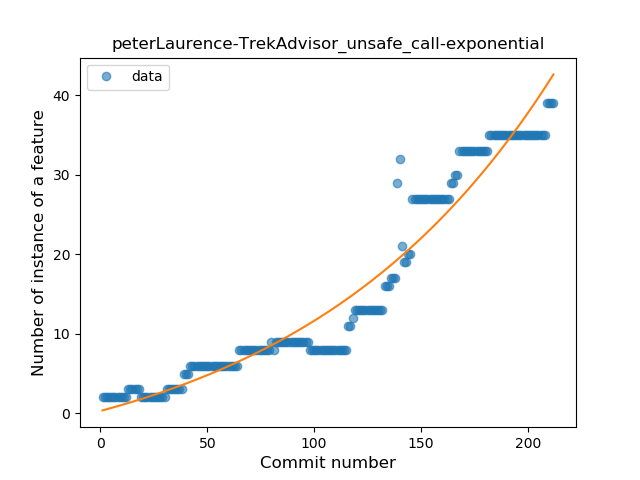 peterLaurence-TrekAdvisor_unsafe_call-exponential
data
Number of instance of a feature
40
30
20
10
0
0 50 100 150 200
Commit number